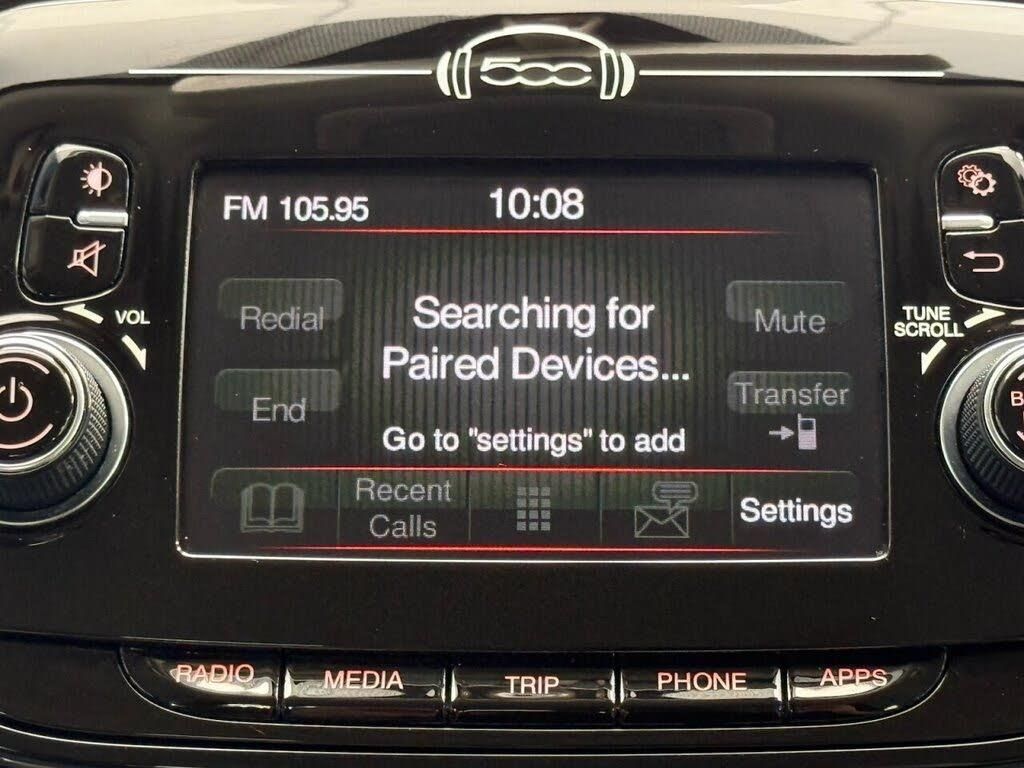 500
FM 105.95
10:08
VOL
TUNE
SCROLL
Redial
Searching for
Paired Devices...
Mute
End
Transfer
Go to "settings" to add
Recent
Calls
Settings
RADIO
MEDIA
TRIP
PHONE
APPS